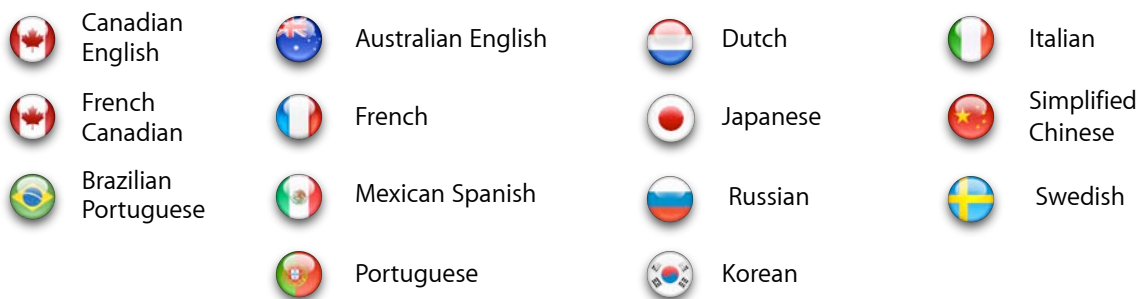 Canadian
English
Australian English
Dutch
Italian
French
Canadian
French
Japanese
Simplified
Chinese
Brazilian
Portuguese
Mexican Spanish
Russian
Swedish
Portuguese
Korean